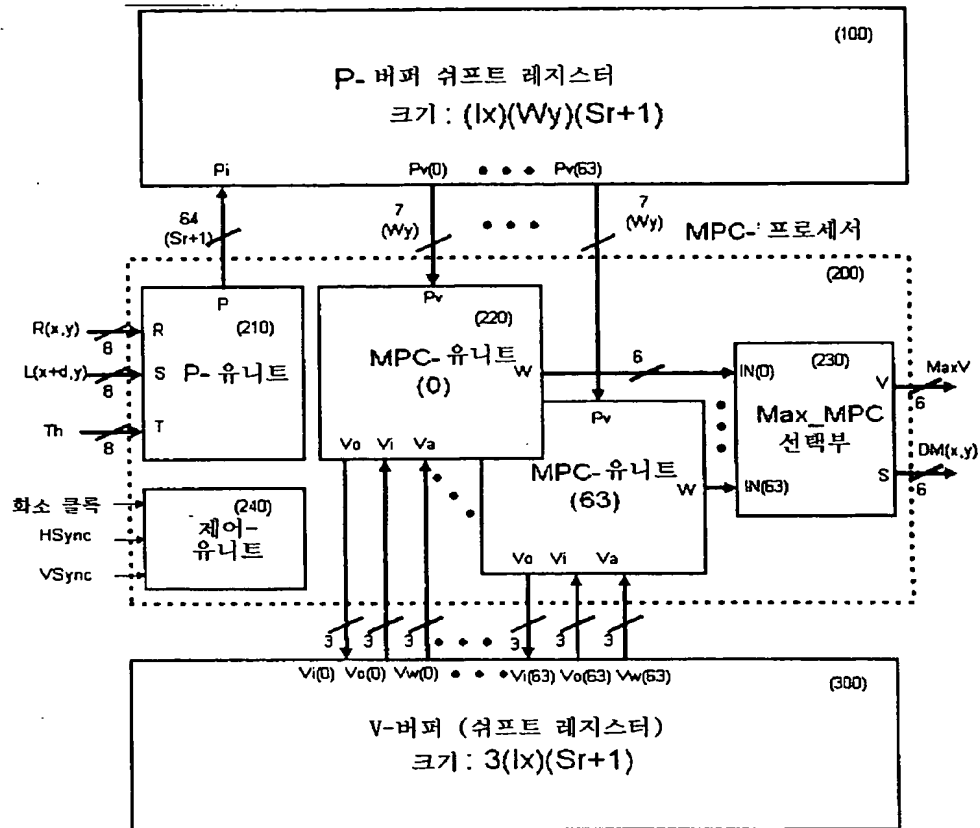 (100)
P- 버퍼 쉬프트 레지스터
크기 : (Ix)(Wy)(Sr+1)
Pi
Pv(0)
Pv(63)
64
(Sr+1)
7
(Wy)
7
(Wy)
MPC- 프로세서
(200)
P
(210)
R(x,y)
8
R
L(x+d,y)
8
S
P- 유니트
Th
8
T
Pv
(220)
MPC- 유니트
(0)
W
6
Vo
Vi
Va
Pv
MPC- 유니트
(63)
W
Vo
Vi
Va
(230)
IN(0)
Max_MPC
선택부
IN(63)
V
MaxV
6
S
DM(x,y)
6
화소 클록
HSync
VSync
(240)
제어-
유니트
3
3
3
3
3
3
Vi(0)
Vo(0)
Vw(0)
Vi(63)
Vo(63)
Vw(63)
(300)
V-버퍼 (쉬프트 레지스터)
크기 : 3(Ix)(Sr+1)